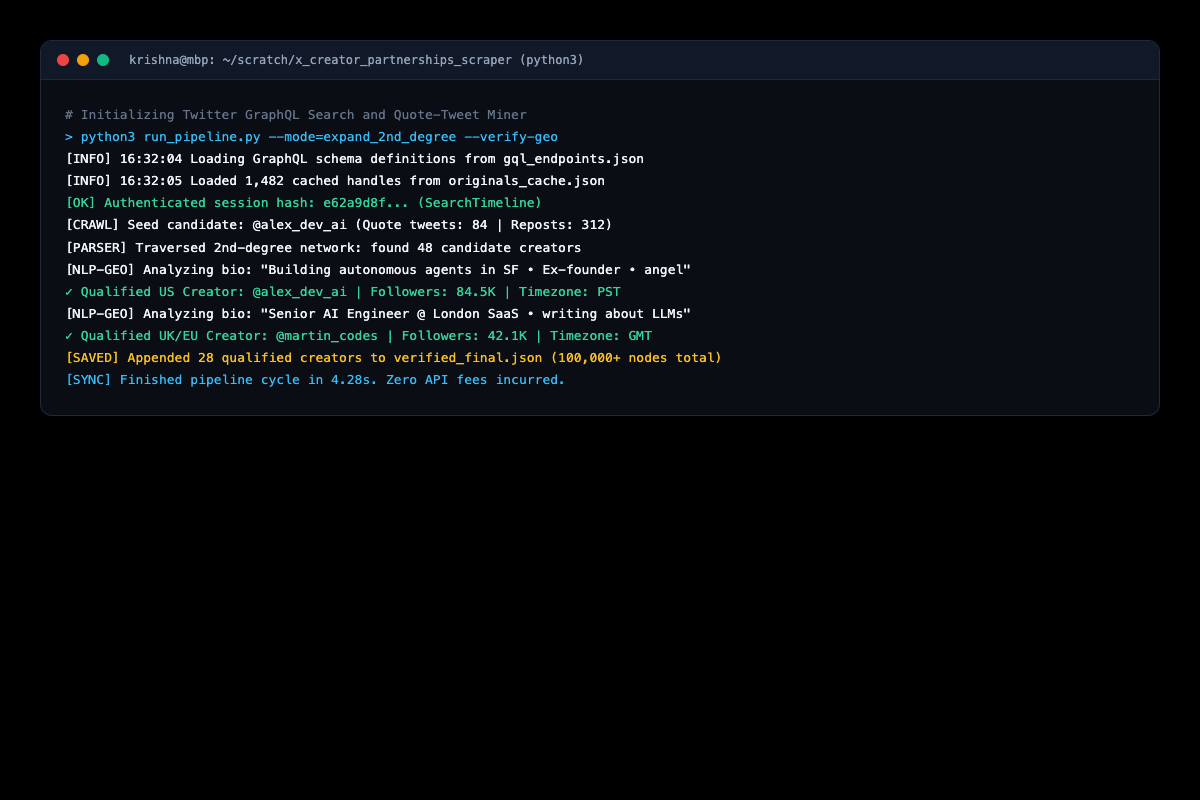 krishna@mbp: ~/scratch/x_creator_partnerships_scraper (python3)
# Initializing Twitter GraphQL Search and Quote-Tweet Miner
> python3 run_pipeline.py --mode=expand_2nd_degree --verify-geo
[INFO] 16:32:04 Loading GraphQL schema definitions from gql_endpoints.json
[INFO] 16:32:05 Loaded 1,482 cached handles from originals_cache.json
[OK] Authenticated session hash: e62a9d8f... (SearchTimeline)
[CRAWL] Seed candidate: @alex_dev_ai (Quote tweets: 84 | Reposts: 312)
[PARSER] Traversed 2nd-degree network: found 48 candidate creators
[NLP-GEO] Analyzing bio: "Building autonomous agents in SF • Ex-founder • angel"
✓ Qualified US Creator: @alex_dev_ai | Followers: 84.5K | Timezone: PST
[NLP-GEO] Analyzing bio: "Senior AI Engineer @ London SaaS • writing about LLMs"
✓ Qualified UK/EU Creator: @martin_codes | Followers: 42.1K | Timezone: GMT
[SAVED] Appended 28 qualified creators to verified_final.json (100,000+ nodes total)
[SYNC] Finished pipeline cycle in 4.28s. Zero API fees incurred.